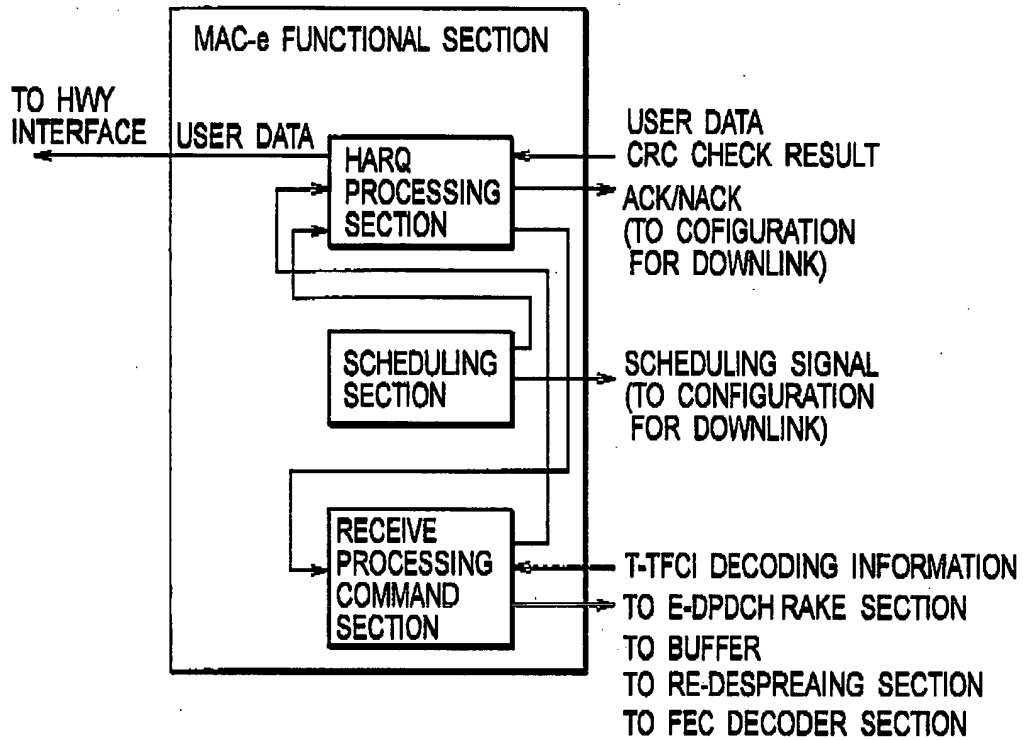 MAC-e FUNCTIONAL SECTION
TO HWY
INTERFACE
USER DATA
HARQ
PROCESSING
SECTION
USER DATA
CRC CHECK RESULT
ACK/NACK
(TO COFIGURATION
FOR DOWNLINK)
SCHEDULING
SECTION
SCHEDULING SIGNAL
(TO CONFIGURATION
FOR DOWNLINK)
RECEIVE
PROCESSING
COMMAND
SECTION
T-TFCI DECODING INFORMATION
TO E-DPDCH RAKE SECTION
TO BUFFER
TO RE-DESPREAING SECTION
TO FEC DECODER SECTION